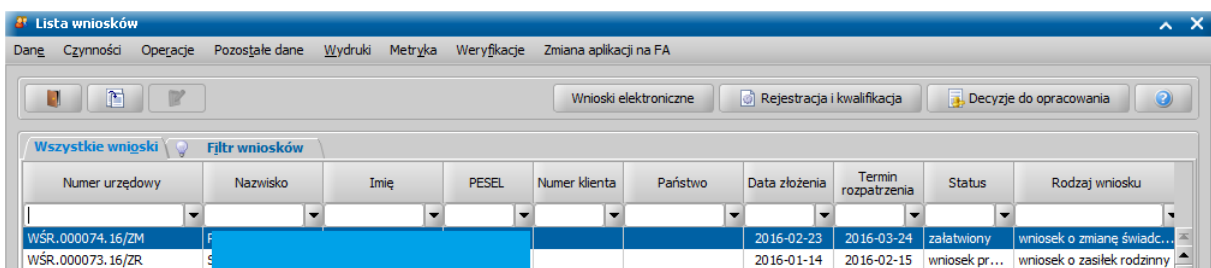 Lista wniosków
Dane Czynności Operacje Pozostałe dane Wydruki Metryka Weryfikacje Zmiana aplikacji na FA
Wnioski elektroniczne Rejestracja i kwalifikacja Decyzje do opracowania
Wszystkie wnioski Filtr wniosków
Numer urzędowy Nazwisko Imię PESEL Numer klienta Państwo Data złożenia Termin rozpatrzenia Status Rodzaj wniosku
WŚR.000074.16/ZM 2016-02-23 2016-03-24 załatwiony wniosek o zmianę świadc...
WŚR.000073.16/ZR 2016-01-14 2016-02-15 wniosek pr... wniosek o zasiłek rodzinny